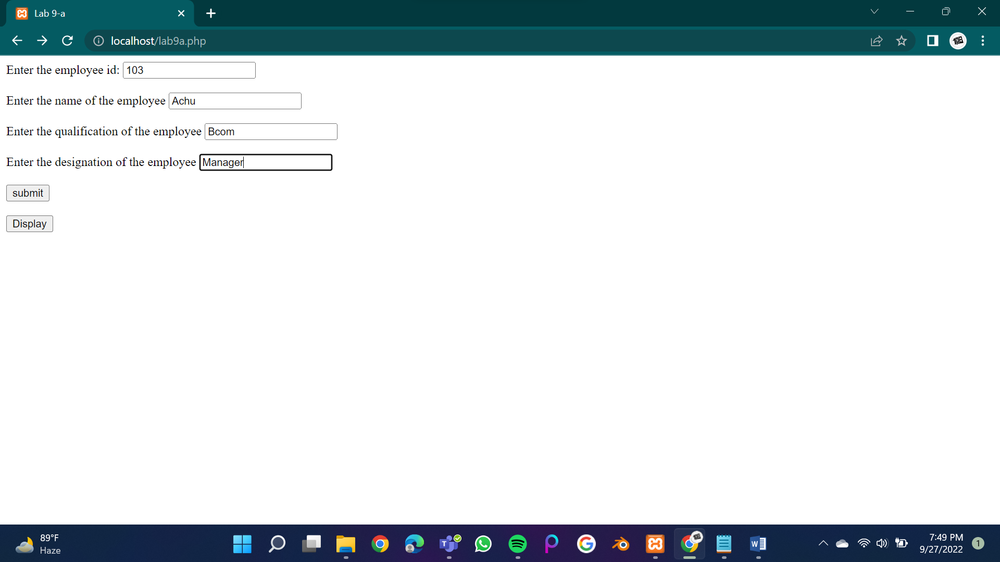 Lab 9-a
localhost/lab9a.php
Enter the employee id: 103
Enter the name of the employee Achu
Enter the qualification of the employee Bcom
Enter the designation of the employee Manager
submit
Display
89°F
Haze
7:49 PM
9/27/2022
1